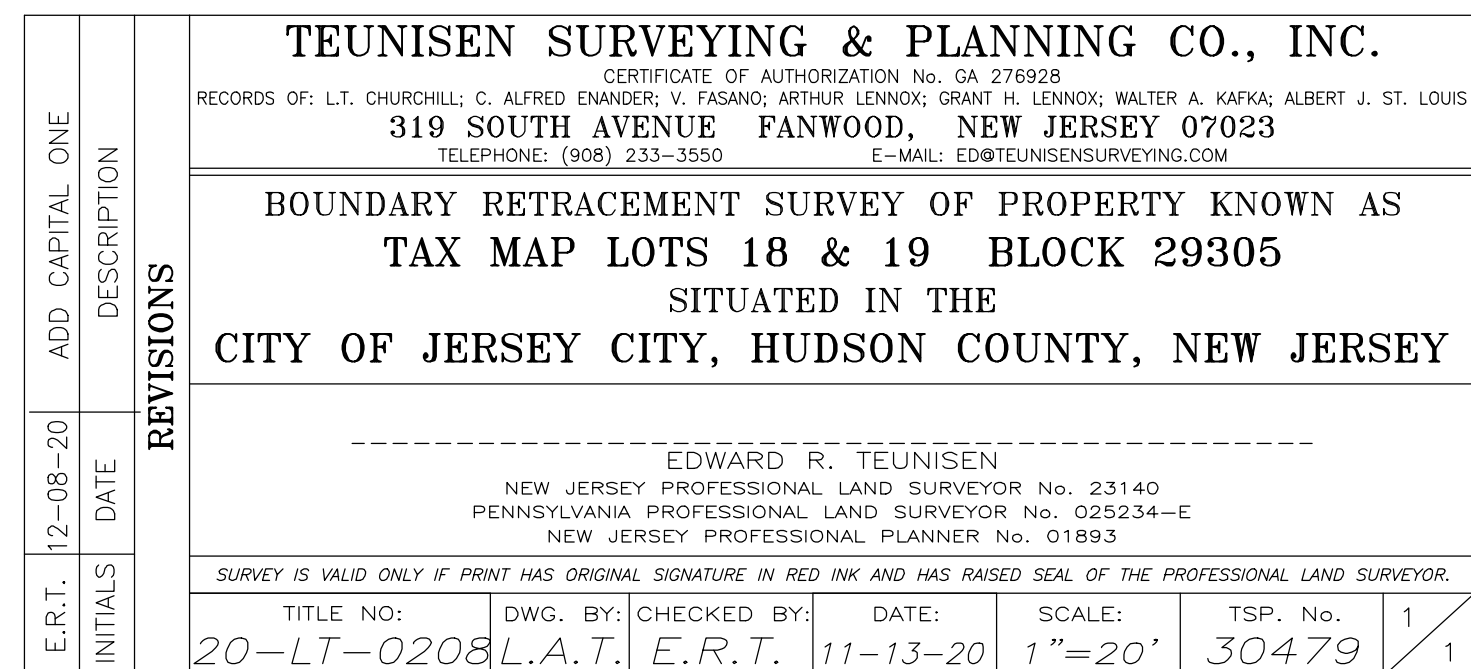 TEUNISEN SURVEYING & PLANNING CO., INC.
CERTIFICATE OF AUTHORIZATION No. GA 276928
RECORDS OF: L.T. CHURCHILL; C. ALFRED ENANDER; V. FASANO; ARTHUR LENNOX; GRANT H. LENNOX; WALTER A. KAFKA; ALBERT J. ST. LOUIS
319 SOUTH AVENUE FANWOOD, NEW JERSEY 07023
TELEPHONE: (908) 233-3550 E-MAIL: ED@TEUNISENSURVEYING.COM
BOUNDARY RETRACEMENT SURVEY OF PROPERTY KNOWN AS
TAX MAP LOTS 18 & 19 BLOCK 29305
SITUATED IN THE
CITY OF JERSEY CITY, HUDSON COUNTY, NEW JERSEY
EDWARD R. TEUNISEN
NEW JERSEY PROFESSIONAL LAND SURVEYOR No. 23140
PENNSYLVANIA PROFESSIONAL LAND SURVEYOR No. 025234-E
NEW JERSEY PROFESSIONAL PLANNER No. 01893
SURVEY IS VALID ONLY IF PRINT HAS ORIGINAL SIGNATURE IN RED INK AND HAS RAISED SEAL OF THE PROFESSIONAL LAND SURVEYOR.
TITLE NO: DWG. BY: CHECKED BY: DATE: SCALE: TSP. No. 1
20-LT-0208 L.A.T. E.R.T. 11-13-20 1"=20' 30479 1
E.R.T. 12-08-20 ADD CAPITAL ONE
INITIALS DATE DESCRIPTION
REVISIONS